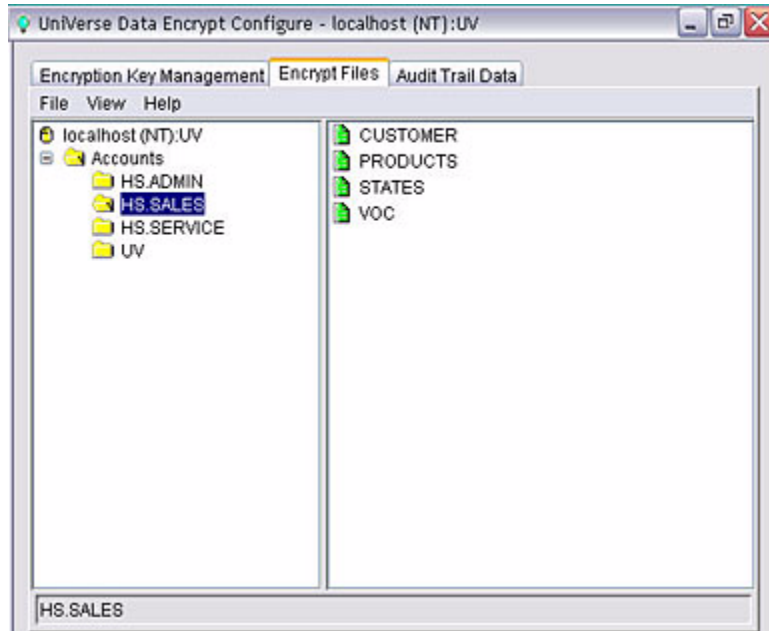 UniVerse Data Encrypt Configure - localhost (NT):UV
Encryption Key Management Encrypt Files Audit Trail Data
File View Help
localhost (NT):UV
Accounts
HS.ADMIN
HS.SALES
HS.SERVICE
UV
CUSTOMER
PRODUCTS
STATES
VOC
HS.SALES